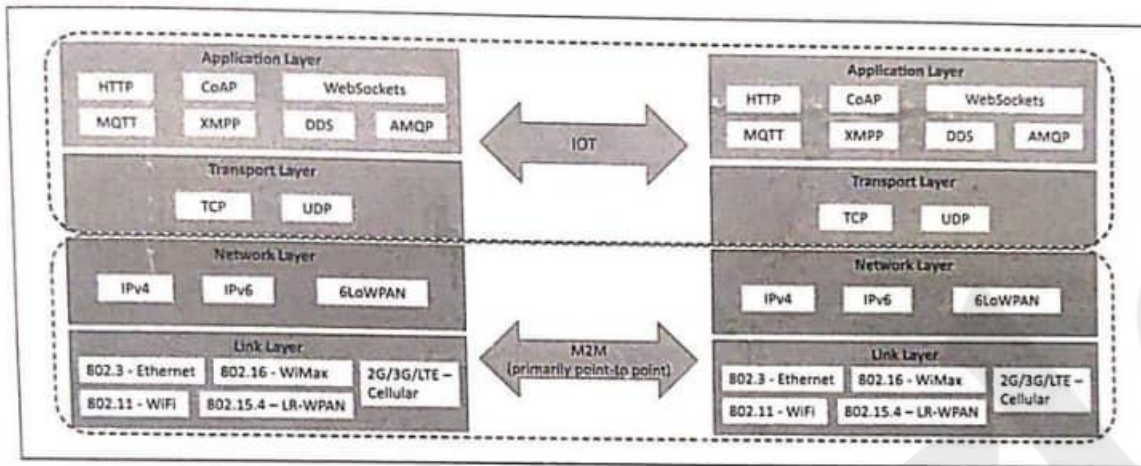 Application Layer
HTTP CoAP WebSockets
MQTT XMPP DDS AMQP
Transport Layer
TCP UDP
Network Layer
IPv4 IPv6 6LoWPAN
Link Layer
802.3 - Ethernet 802.16 - WiMax 2G/3G/LTE – Cellular
802.11 - WiFi 802.15.4 – LR-WPAN
IOT
M2M
(primarily point-to point)
Application Layer
HTTP CoAP WebSockets
MQTT XMPP DDS AMQP
Transport Layer
TCP UDP
Network Layer
IPv4 IPv6 6LoWPAN
Link Layer
802.3 - Ethernet 802.16 - WiMax 2G/3G/LTE – Cellular
802.11 - WiFi 802.15.4 – LR-WPAN